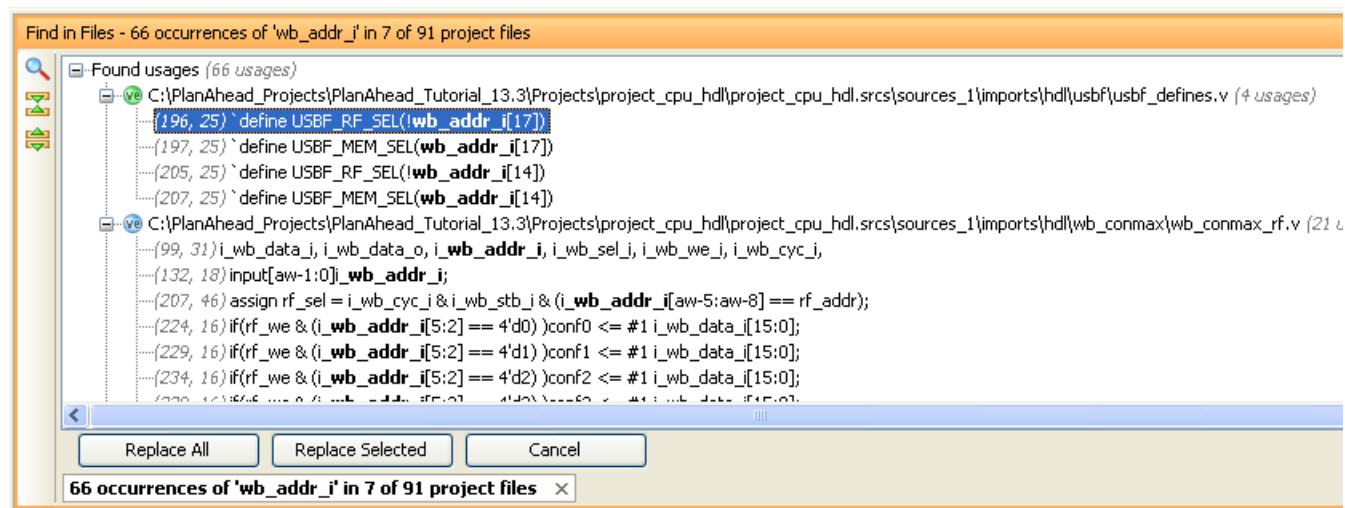 Find in Files - 66 occurrences of 'wb_addr_i' in 7 of 91 project files
Found usages (66 usages)
C:\PlanAhead_Projects\PlanAhead_Tutorial_13.3\Projects\project_cpu_hdl\project_cpu_hdl.srcs\sources_1\imports\hdl\usbf\usbf_defines.v (4 usages)
(196, 25) `define USBF_RF_SEL(!wb_addr_i[17])
(197, 25) `define USBF_MEM_SEL(wb_addr_i[17])
(205, 25) `define USBF_RF_SEL(!wb_addr_i[14])
(207, 25) `define USBF_MEM_SEL(wb_addr_i[14])
C:\PlanAhead_Projects\PlanAhead_Tutorial_13.3\Projects\project_cpu_hdl\project_cpu_hdl.srcs\sources_1\imports\hdl\wb_conmax\wb_conmax_rf.v (21
(99, 31) i_wb_data_i, i_wb_data_o, i_wb_addr_i, i_wb_sel_i, i_wb_we_i, i_wb_cyc_i,
(132, 18) input[aw-1:0]i_wb_addr_i;
(207, 46) assign rf_sel = i_wb_cyc_i & i_wb_stb_i & (i_wb_addr_i[aw-5:aw-8] == rf_addr);
(224, 16) if(rf_we & (i_wb_addr_i[5:2] == 4'd0) )conf0 <= #1 i_wb_data_i[15:0];
(229, 16) if(rf_we & (i_wb_addr_i[5:2] == 4'd1) )conf1 <= #1 i_wb_data_i[15:0];
(234, 16) if(rf_we & (i_wb_addr_i[5:2] == 4'd2) )conf2 <= #1 i_wb_data_i[15:0];
Replace All Replace Selected Cancel
66 occurrences of 'wb_addr_i' in 7 of 91 project files